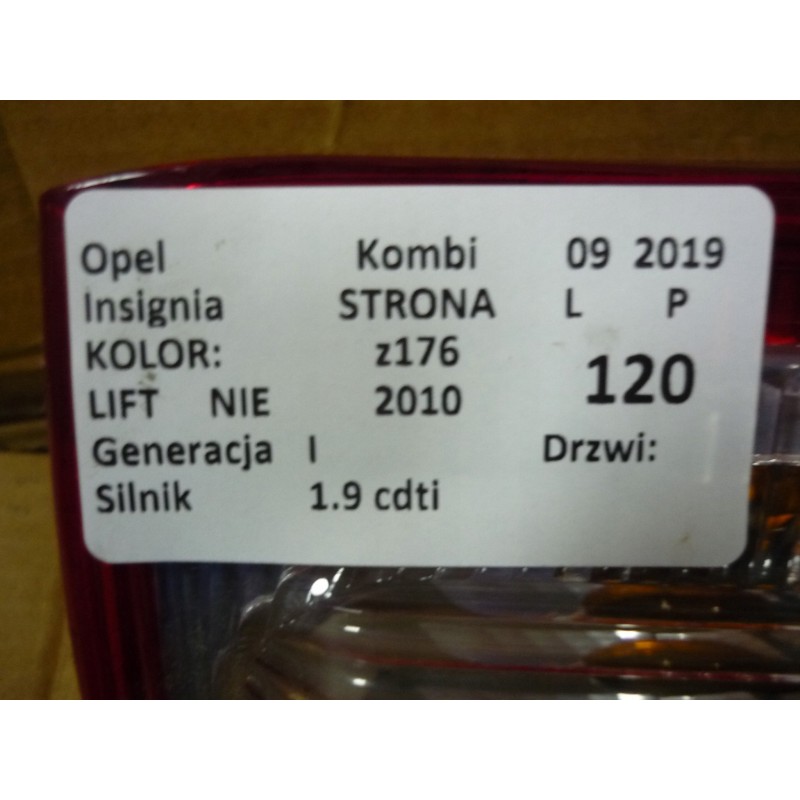 Opel Kombi 09 2019
Insignia STRONA L P
KOLOR: z176
120
LIFT NIE 2010
Generacja I Drzwi:
Silnik 1.9 cdti